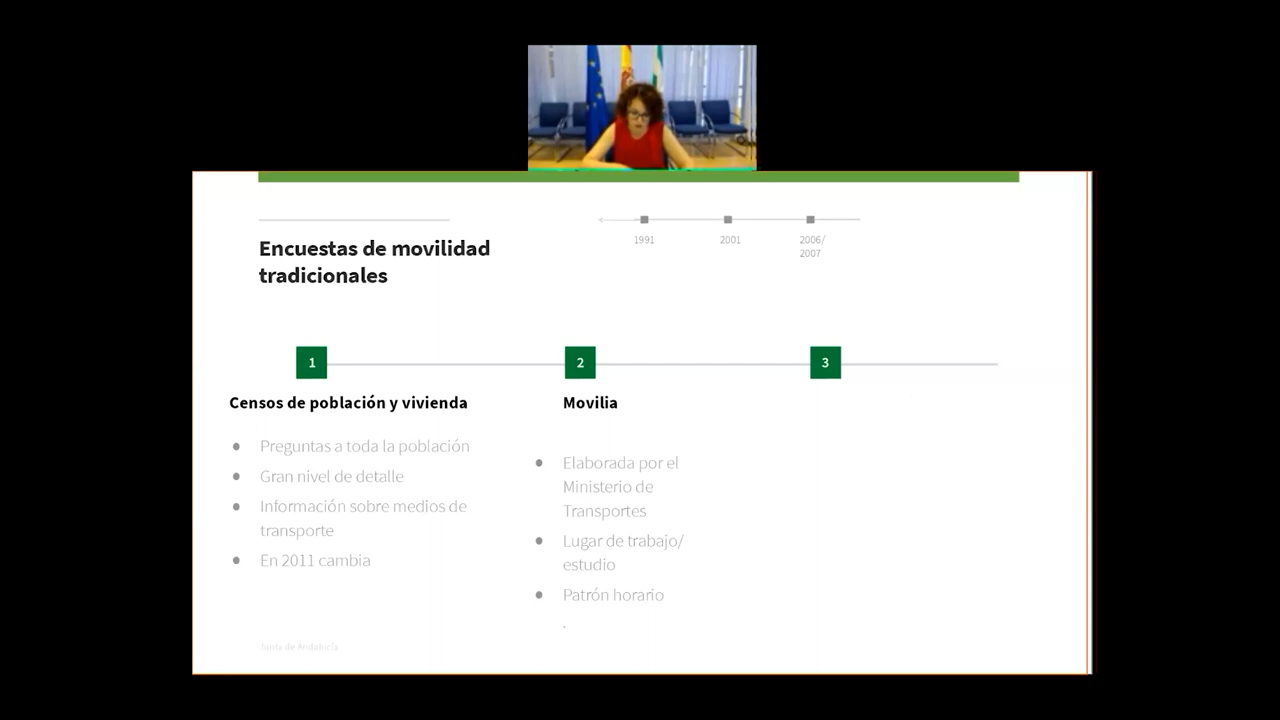 Encuestas de movilidad
tradicionales
1991
2001
2006/
2007
1
2
3
Censos de población y vivienda
Preguntas a toda la población
Gran nivel de detalle
Información sobre medios de
transporte
En 2011 cambia
Movilia
Elaborada por el
Ministerio de
Transportes
Lugar de trabajo/
estudio
Patrón horario
.
Junta de Andalucía